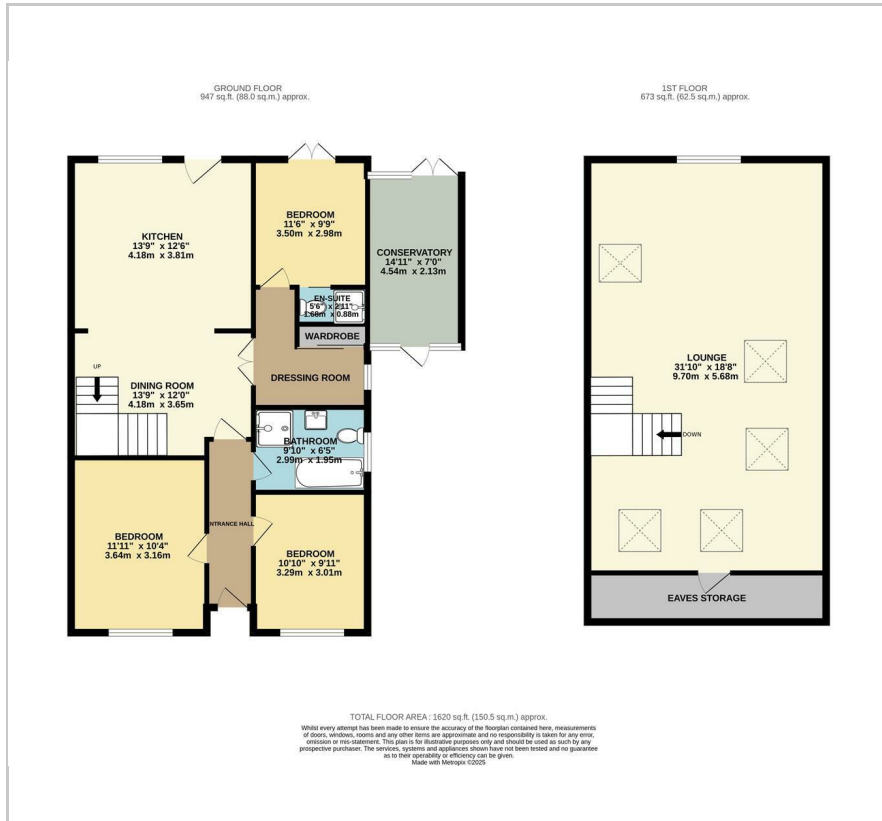 GROUND FLOOR
947 sq.ft. (88.0 sq.m.) approx.
1ST FLOOR
673 sq.ft. (62.5 sq.m.) approx.
KITCHEN
13'9" x 12'6"
4.18m x 3.81m
BEDROOM
11'6" x 9'9"
3.50m x 2.98m
CONSERVATORY
14'11" x 7'0"
4.54m x 2.13m
EN-SUITE
5'6" x 2'11"
1.68m x 0.88m
WARDROBE
DRESSING ROOM
UP
DINING ROOM
13'9" x 12'0"
4.18m x 3.65m
BATHROOM
9'10" x 6'5"
2.99m x 1.95m
BEDROOM
11'11" x 10'4"
3.64m x 3.16m
NTRANCE HALL
BEDROOM
10'10" x 9'11"
3.29m x 3.01m
LOUNGE
31'10" x 18'8"
9.70m x 5.68m
DOWN
EAVES STORAGE
TOTAL FLOOR AREA : 1620 sq.ft. (150.5 sq.m.) approx.
Whilst every attempt has been made to ensure the accuracy of the floorplan contained here, measurements
of doors, windows, rooms and any other items are approximate and no responsibility is taken for any error,
omission or mis-statement. This plan is for illustrative purposes only and should be used as such by any
prospective purchaser. The services, systems and appliances shown have not been tested and no guarantee
as to their operability or efficiency can be given.
Made with Metropix ©2025